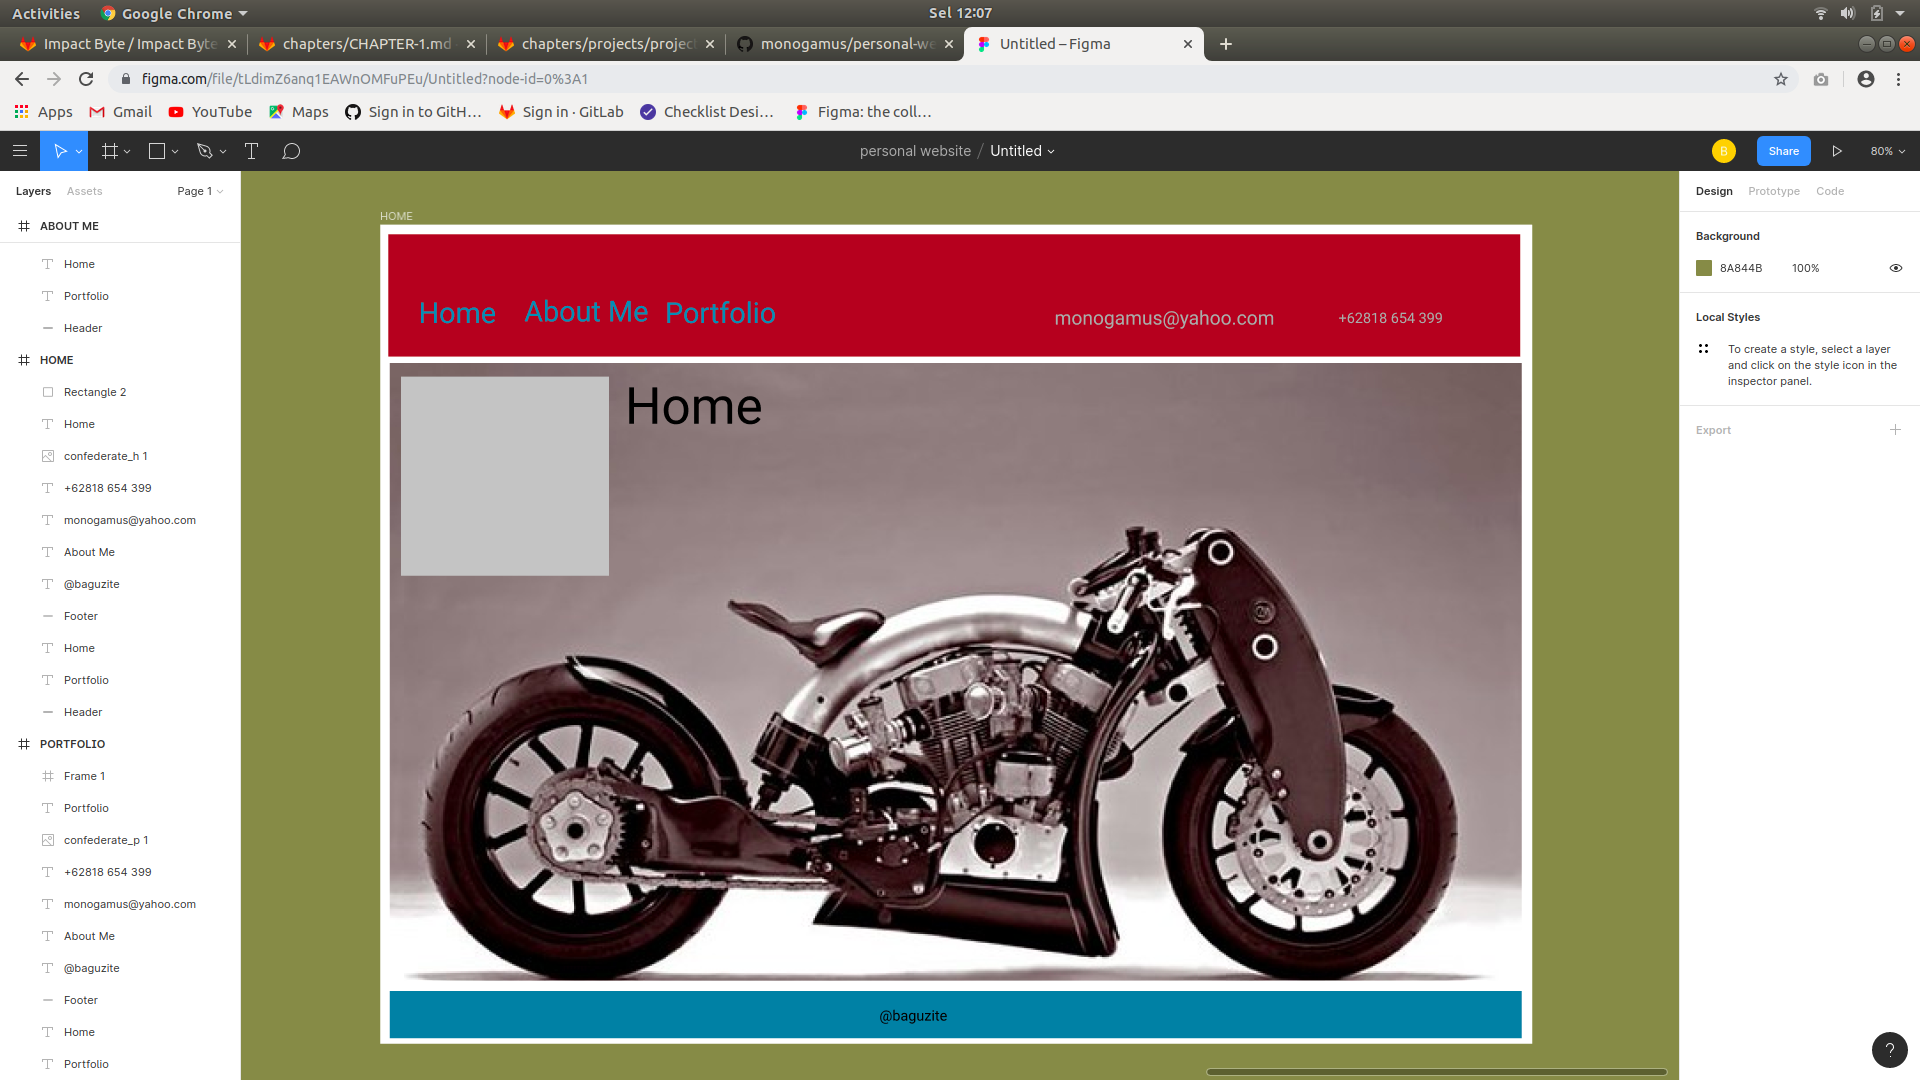 Activities
Google Chrome
Sel 12:07
Impact Byte / Impact Byte
chapters/CHAPTER-1.md
chapters/projects/projec
monogamus/personal-we
Untitled – Figma
figma.com/file/tLdimZ6anq1EAWnOMFuPEu/Untitled?node-id=0%3A1
Apps
Gmail
YouTube
Maps
Sign in to GitH…
Sign in · GitLab
Checklist Desi…
Figma: the coll…
personal website / Untitled
B
Share
80%
Layers
Assets
Page 1
ABOUT ME
Home
Portfolio
Header
HOME
Rectangle 2
Home
confederate_h 1
+62818 654 399
monogamus@yahoo.com
About Me
@baguzite
Footer
Home
Portfolio
Header
PORTFOLIO
Frame 1
Portfolio
confederate_p 1
+62818 654 399
monogamus@yahoo.com
About Me
@baguzite
Footer
Home
Portfolio
HOME
Home
About Me
Portfolio
monogamus@yahoo.com
+62818 654 399
Home
@baguzite
Design
Prototype
Code
Background
8A844B
100%
Local Styles
To create a style, select a layer
and click on the style icon in the
inspector panel.
Export
?